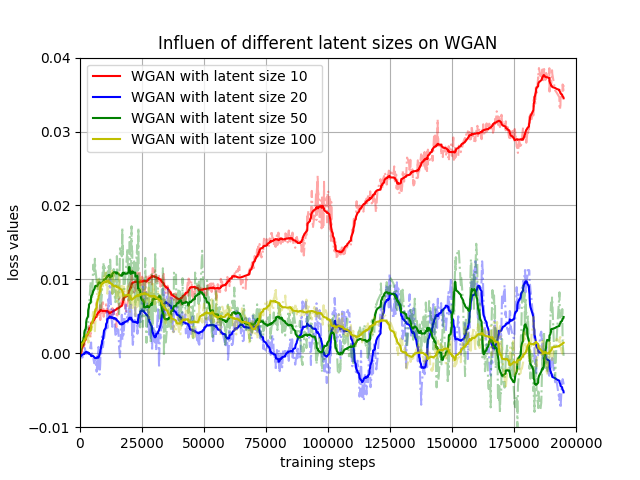 Influen of different latent sizes on WGAN
WGAN with latent size 10
WGAN with latent size 20
WGAN with latent size 50
WGAN with latent size 100
loss values
0.04
0.03
0.02
0.01
0.00
−0.01
0 25000 50000 75000 100000 125000 150000 175000 200000
training steps